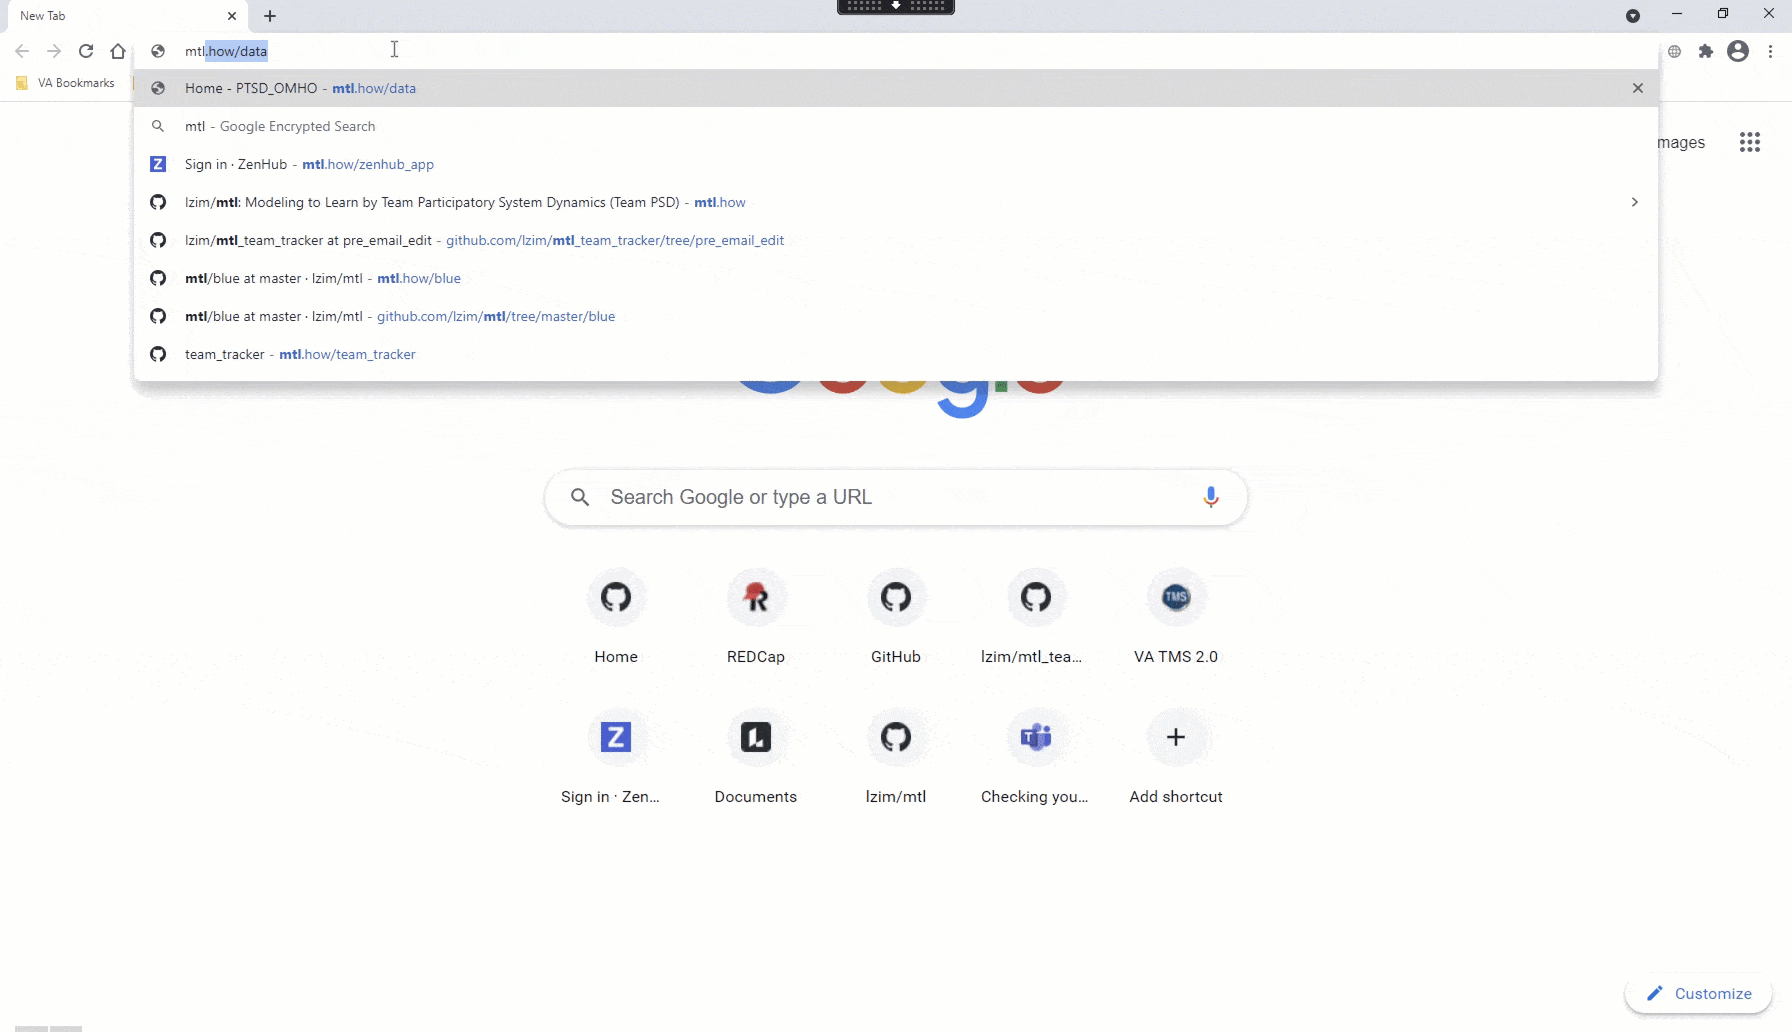 New Tab
mtl.how/data
VA Bookmarks
Home - PTSD_OMHO - mtl.how/data
mtl - Google Encrypted Search
Sign in · ZenHub - mtl.how/zenhub_app
lzim/mtl: Modeling to Learn by Team Participatory System Dynamics (Team PSD) - mtl.how
lzim/mtl_team_tracker at pre_email_edit - github.com/lzim/mtl_team_tracker/tree/pre_email_edit
mtl/blue at master · lzim/mtl - mtl.how/blue
mtl/blue at master · lzim/mtl - github.com/lzim/mtl/tree/master/blue
team_tracker - mtl.how/team_tracker
mages
Search Google or type a URL
Home REDCap GitHub lzim/mtl_tea... VA TMS 2.0
Sign in · Zen... Documents lzim/mtl Checking you... Add shortcut
Customize